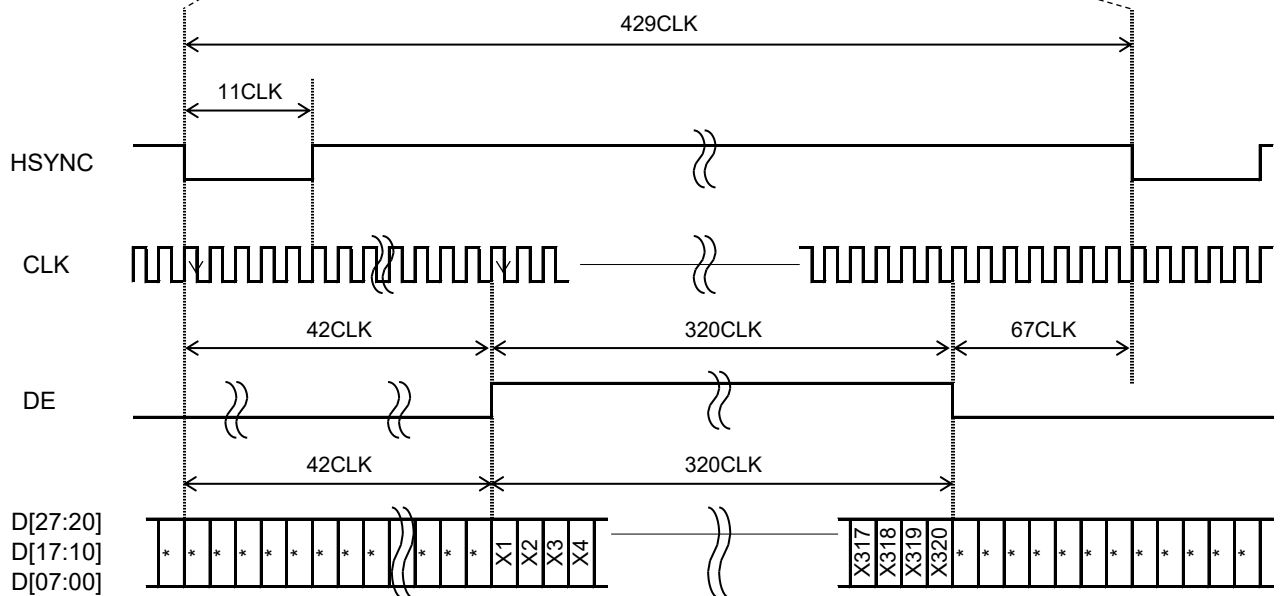 429CLK
11CLK
HSYNC
CLK
42CLK 320CLK 67CLK
DE
42CLK 320CLK
D[27:20]
D[17:10]
D[07:00]
* * * * * * * * * * * * X1 X2 X3 X4 X317 X318 X319 X320 * * * * * * * * * * * *